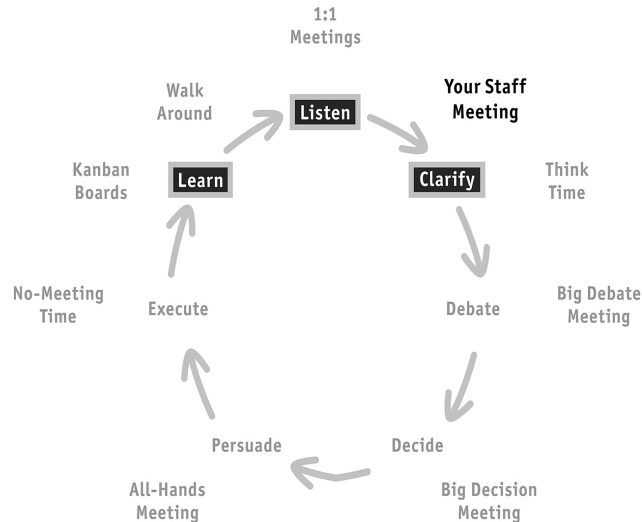 1:1
Meetings
Walk
Around
Listen
Your Staff
Meeting
Kanban
Boards
Learn
Clarify
Think
Time
No-Meeting
Time
Execute
Debate
Big Debate
Meeting
Persuade
Decide
All-Hands
Meeting
Big Decision
Meeting